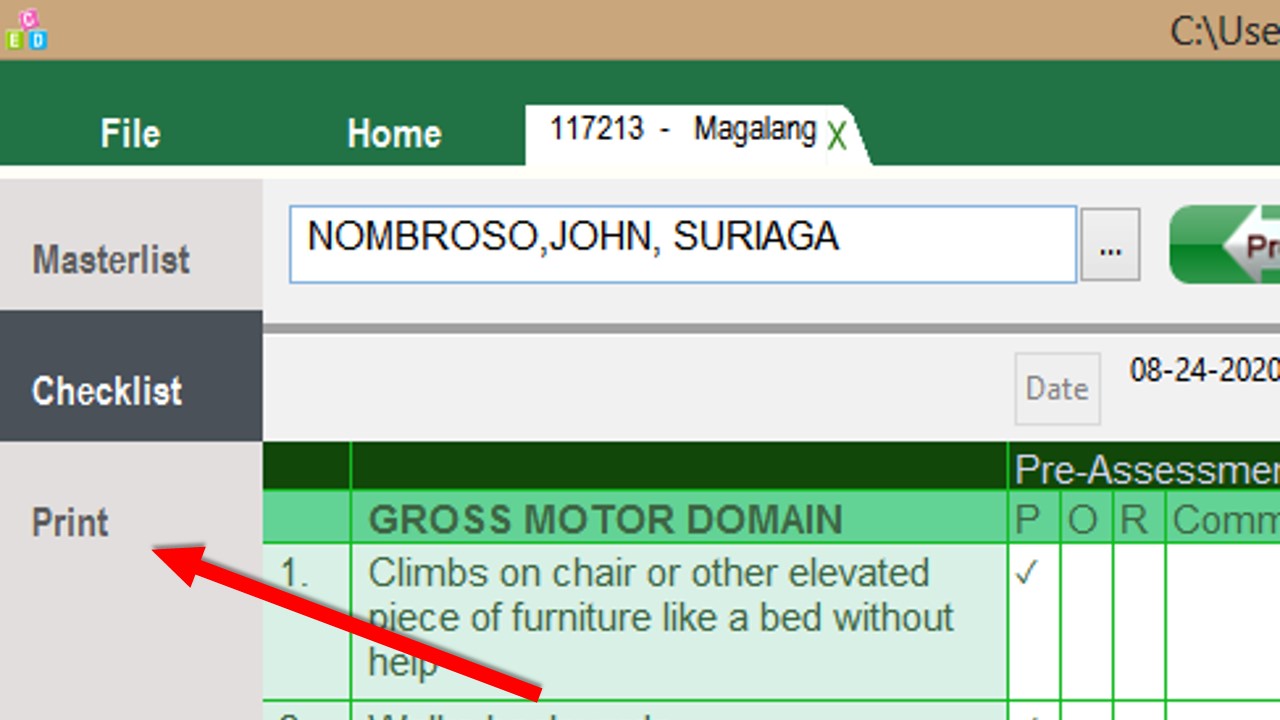 C
E D
C:\Use
File Home 117213 - Magalang X
NOMBROSO,JOHN, SURIAGA ...
Masterlist
Checklist
Date 08-24-2020
Pre-Assessmen
Print
GROSS MOTOR DOMAIN P O R Comm
1. Climbs on chair or other elevated ✓
piece of furniture like a bed without
help